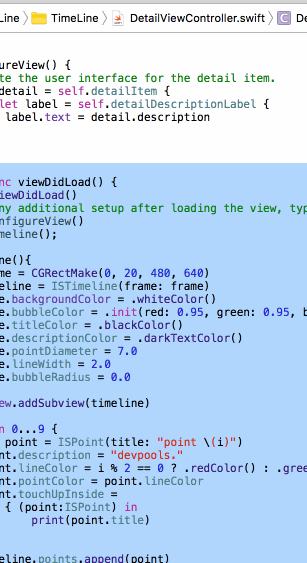 Line TimeLine DetailViewController.swift C De
ureView() {
te the user interface for the detail item.
detail = self.detailItem {
let label = self.detailDescriptionLabel {
label.text = detail.description
nc viewDidLoad() {
iewDidLoad()
ny additional setup after loading the view, typ
nfigureView()
meline();
ne(){
me = CGRectMake(0, 20, 480, 640)
meline = ISTimeline(frame: frame)
e.backgroundColor = .whiteColor()
e.bubbleColor = .init(red: 0.95, green: 0.95, b
e.titleColor = .blackColor()
e.descriptionColor = .darkTextColor()
e.pointDiameter = 7.0
e.lineWidth = 2.0
e.bubbleRadius = 0.0
ew.addSubview(timeline)
n 0...9 {
point = ISPoint(title: "point \(i)")
nt.description = "devpools."
nt.lineColor = i % 2 == 0 ? .redColor() : .gree
nt.pointColor = point.lineColor
nt.touchUpInside =
{ (point:ISPoint) in
print(point.title)
eline.points.append(point)